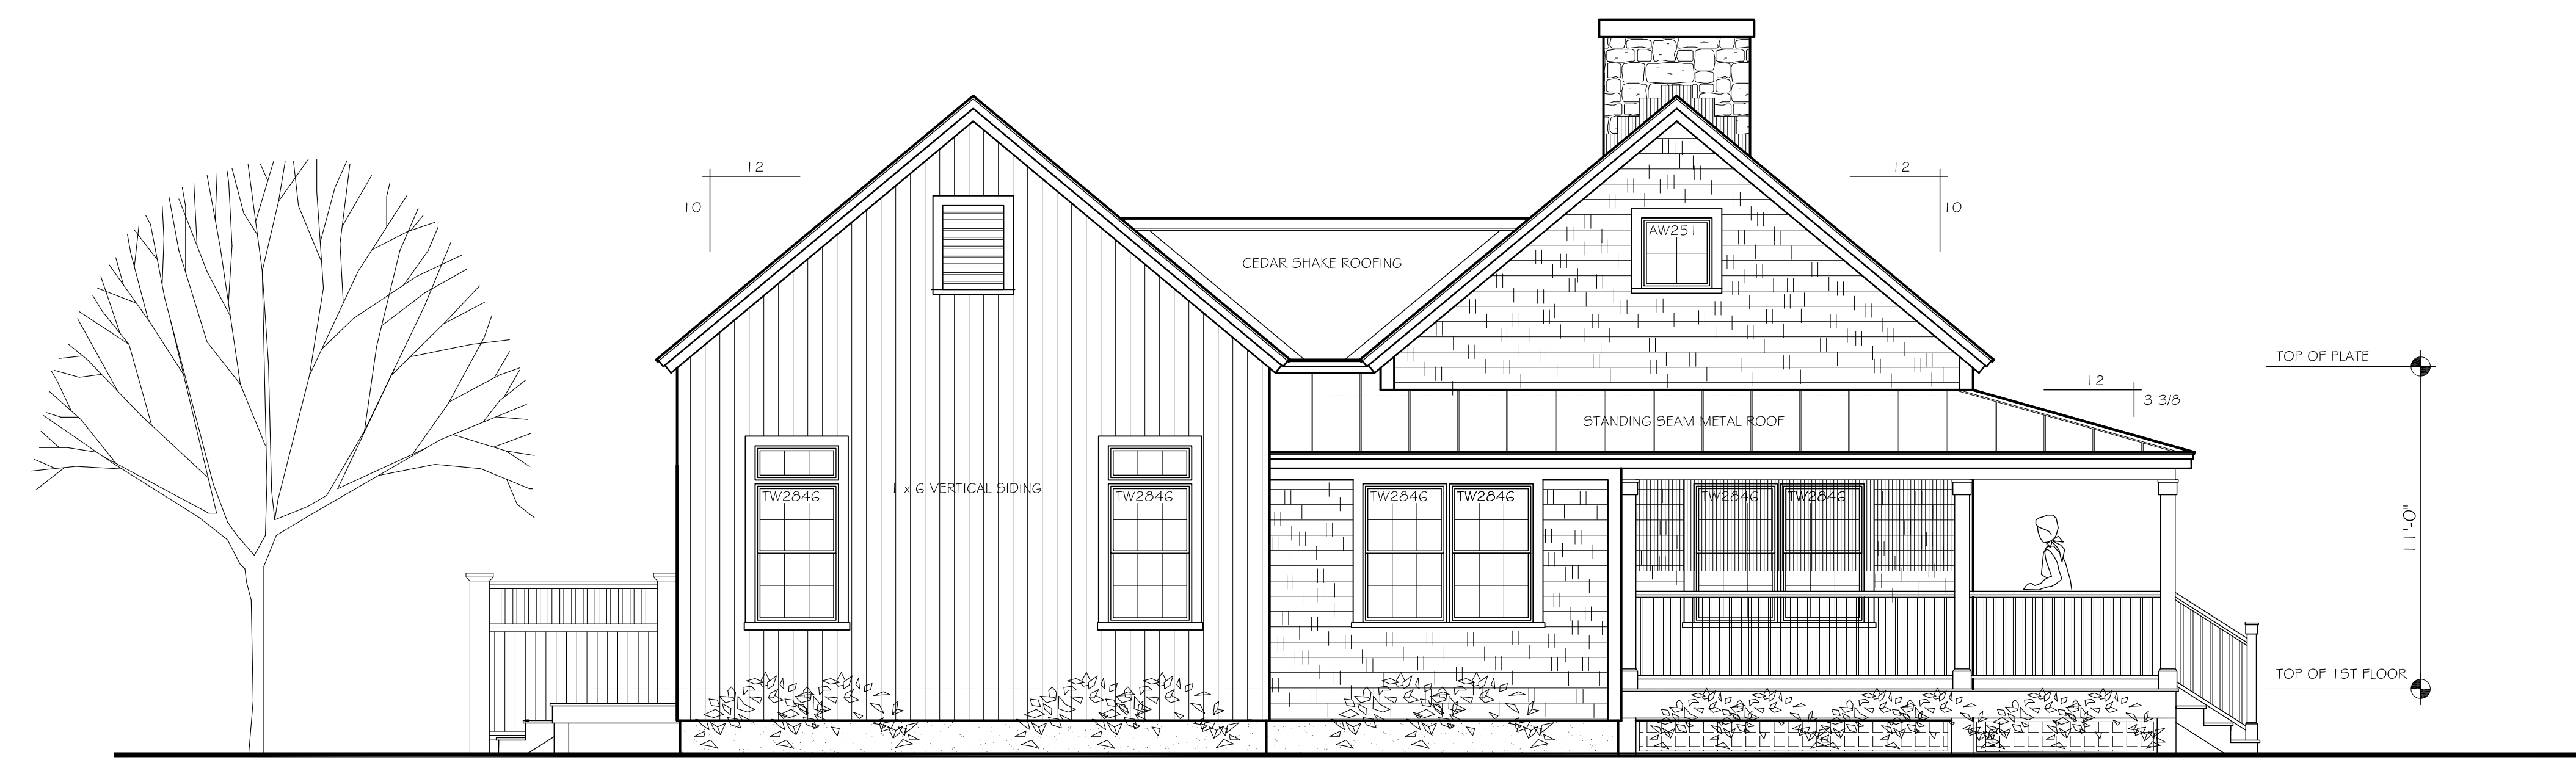 12
10
12
10
AW251
CEDAR SHAKE ROOFING
TOP OF PLATE
12
3 3/8
STANDING SEAM METAL ROOF
1 x 6 VERTICAL SIDING
TW2846
TW2846
TW2846
TW2846
TW2846
TW2846
11'-0"
TOP OF 1ST FLOOR